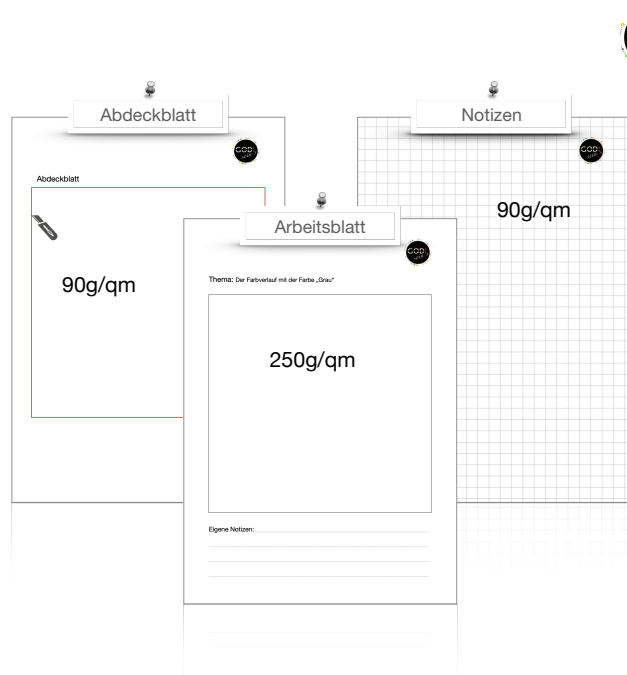 Abdeckblatt
Abdeckblatt
90g/qm
Arbeitsblatt
GOD!
Thema: Der Farbverlauf mit der Farbe „Grau“
250g/qm
Eigene Notizen:
Notizen
90g/qm